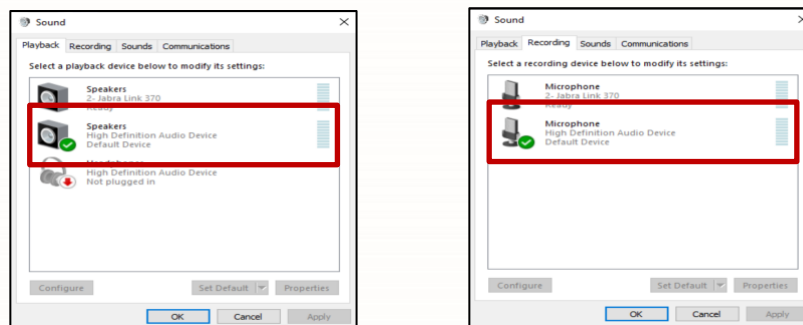 Sound
Playback Recording Sounds Communications
Select a playback device below to modify its settings:
Speakers
2- Jabra Link 370
Ready
Speakers
High Definition Audio Device
Default Device
Headphones
High Definition Audio Device
Not plugged in
Configure Set Default Properties
OK Cancel Apply
Sound
Playback Recording Sounds Communications
Select a recording device below to modify its settings:
Microphone
2- Jabra Link 370
Ready
Microphone
High Definition Audio Device
Default Device
Configure Set Default Properties
OK Cancel Apply